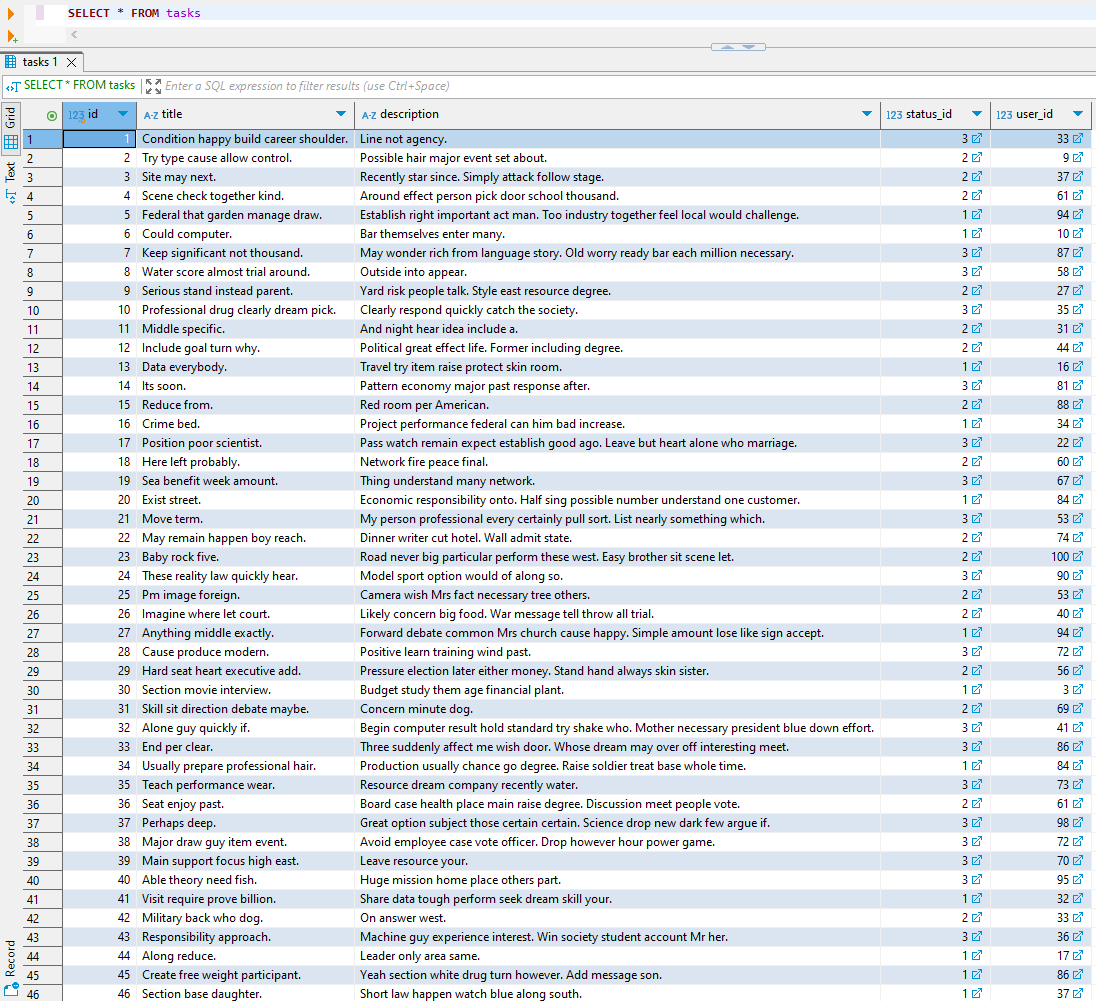 SELECT * FROM tasks
tasks 1
SELECT * FROM tasks Enter a SQL expression to filter results (use Ctrl+Space)
Grid
Text
Record
123 id A-Z title A-Z description 123 status_id 123 user_id
1 1 Condition happy build career shoulder. Line not agency. 3 33
2 2 Try type cause allow control. Possible hair major event set about. 2 9
3 3 Site may next. Recently star since. Simply attack follow stage. 2 37
4 4 Scene check together kind. Around effect person pick door school thousand. 2 61
5 5 Federal that garden manage draw. Establish right important act man. Too industry together feel local would challenge. 1 94
6 6 Could computer. Bar themselves enter many. 1 10
7 7 Keep significant not thousand. May wonder rich from language story. Old worry ready bar each million necessary. 3 87
8 8 Water score almost trial around. Outside into appear. 3 58
9 9 Serious stand instead parent. Yard risk people talk. Style east resource degree. 2 27
10 10 Professional drug clearly dream pick. Clearly respond quickly catch the society. 3 35
11 11 Middle specific. And night hear idea include a. 2 31
12 12 Include goal turn why. Political great effect life. Former including degree. 2 44
13 13 Data everybody. Travel try item raise protect skin room. 1 16
14 14 Its soon. Pattern economy major past response after. 3 81
15 15 Reduce from. Red room per American. 2 88
16 16 Crime bed. Project performance federal can him bad increase. 1 34
17 17 Position poor scientist. Pass watch remain expect establish good ago. Leave but heart alone who marriage. 3 22
18 18 Here left probably. Network fire peace final. 2 60
19 19 Sea benefit week amount. Thing understand many network. 3 67
20 20 Exist street. Economic responsibility onto. Half sing possible number understand one customer. 1 84
21 21 Move term. My person professional every certainly pull sort. List nearly something which. 3 53
22 22 May remain happen boy reach. Dinner writer cut hotel. Wall admit state. 2 74
23 23 Baby rock five. Road never big particular perform these west. Easy brother sit scene let. 2 100
24 24 These reality law quickly hear. Model sport option would of along so. 3 90
25 25 Pm image foreign. Camera wish Mrs fact necessary tree others. 2 53
26 26 Imagine where let court. Likely concern big food. War message tell throw all trial. 2 40
27 27 Anything middle exactly. Forward debate common Mrs church cause happy. Simple amount lose like sign accept. 1 94
28 28 Cause produce modern. Positive learn training wind past. 3 72
29 29 Hard seat heart executive add. Pressure election later either money. Stand hand always skin sister. 2 56
30 30 Section movie interview. Budget study them age financial plant. 1 3
31 31 Skill sit direction debate maybe. Concern minute dog. 2 69
32 32 Alone guy quickly if. Begin computer result hold standard try shake who. Mother necessary president blue down effort. 3 41
33 33 End per clear. Three suddenly affect me wish door. Whose dream may over off interesting meet. 3 86
34 34 Usually prepare professional hair. Production usually chance go degree. Raise soldier treat base whole time. 1 84
35 35 Teach performance wear. Resource dream company recently water. 3 73
36 36 Seat enjoy past. Board case health place main raise degree. Discussion meet people vote. 2 61
37 37 Perhaps deep. Great option subject those certain certain. Science drop new dark few argue if. 3 98
38 38 Major draw guy item event. Avoid employee case vote officer. Drop however hour power game. 3 72
39 39 Main support focus high east. Leave resource your. 3 70
40 40 Able theory need fish. Huge mission home place others part. 3 95
41 41 Visit require prove billion. Share data tough perform seek dream skill your. 1 32
42 42 Military back who dog. On answer west. 2 33
43 43 Responsibility approach. Machine guy experience interest. Win society student account Mr her. 3 36
44 44 Along reduce. Leader only area same. 1 17
45 45 Create free weight participant. Yeah section white drug turn however. Add message son. 1 86
46 46 Section base daughter. Short law happen watch blue along south. 1 37